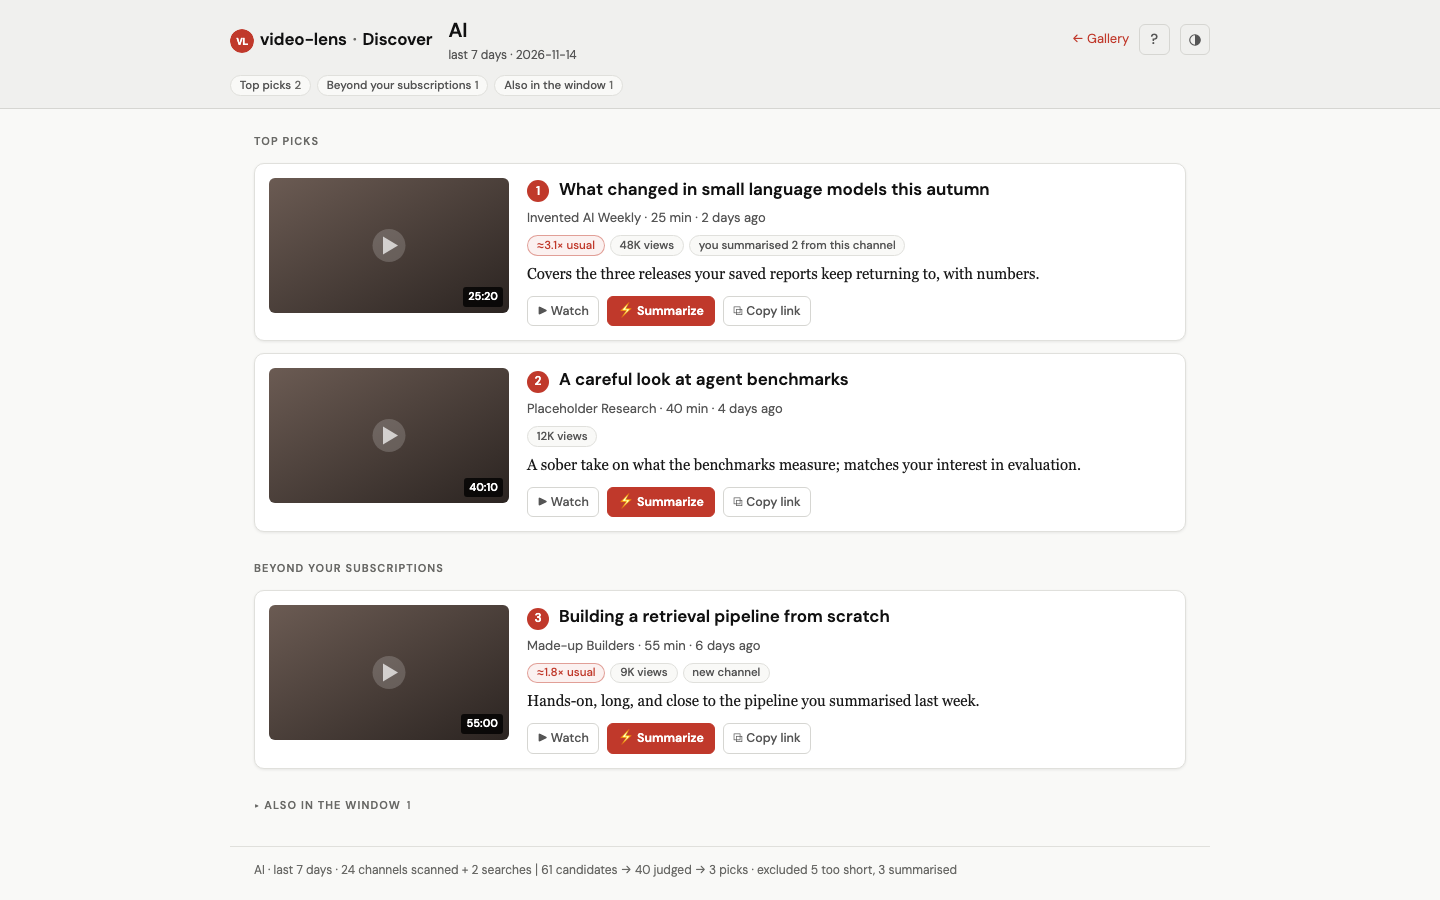 VL video-lens · Discover
AI
last 7 days · 2026-11-14
← Gallery
?
Top picks 2
Beyond your subscriptions 1
Also in the window 1
TOP PICKS
25:20
1 What changed in small language models this autumn
Invented AI Weekly · 25 min · 2 days ago
≈3.1× usual
48K views
you summarised 2 from this channel
Covers the three releases your saved reports keep returning to, with numbers.
▶ Watch
⚡ Summarize
⧉ Copy link
40:10
2 A careful look at agent benchmarks
Placeholder Research · 40 min · 4 days ago
12K views
A sober take on what the benchmarks measure; matches your interest in evaluation.
▶ Watch
⚡ Summarize
⧉ Copy link
BEYOND YOUR SUBSCRIPTIONS
55:00
3 Building a retrieval pipeline from scratch
Made-up Builders · 55 min · 6 days ago
≈1.8× usual
9K views
new channel
Hands-on, long, and close to the pipeline you summarised last week.
▶ Watch
⚡ Summarize
⧉ Copy link
▸ ALSO IN THE WINDOW 1
AI · last 7 days · 24 channels scanned + 2 searches | 61 candidates → 40 judged → 3 picks · excluded 5 too short, 3 summarised